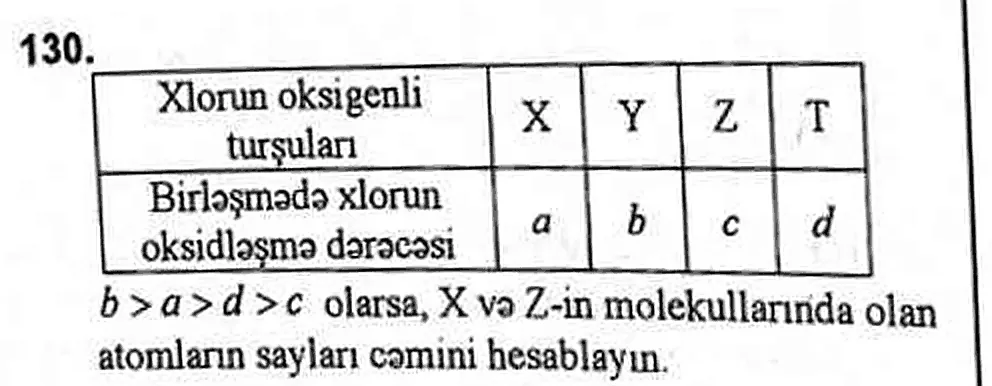 130.
Xlorun oksigenli X Y Z T
turşuları
Birləşmədə xlorun a b c d
oksidləşmə dərəcəsi
b > a > d > c olarsa, X və Z-in molekullarında olan
atomların sayları cəmini hesablayın.